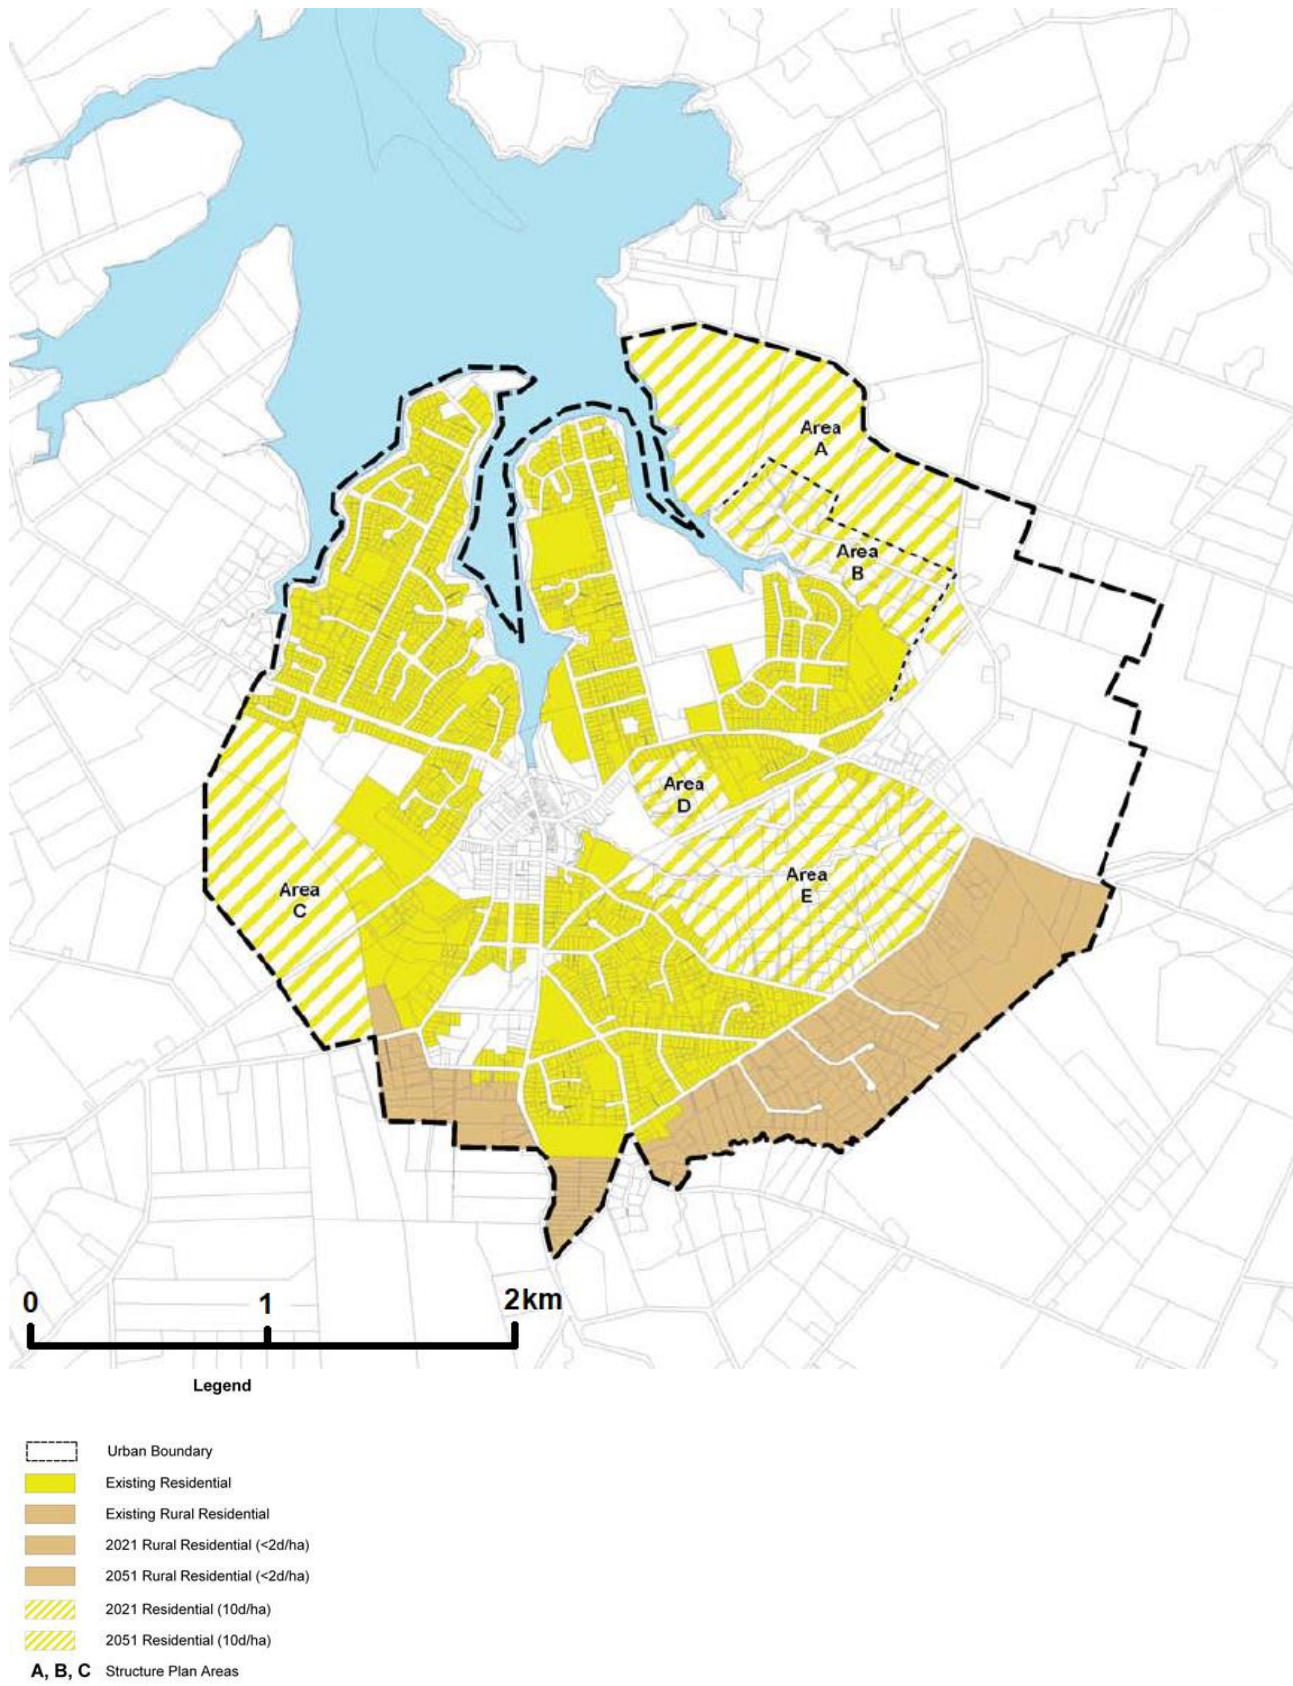 Area
A
Area
B
Area
D
Area
E
Area
C
0 1 2km
Legend
Urban Boundary
Existing Residential
Existing Rural Residential
2021 Rural Residential (<2d/ha)
2051 Rural Residential (<2d/ha)
2021 Residential (10d/ha)
2051 Residential (10d/ha)
A, B, C Structure Plan Areas